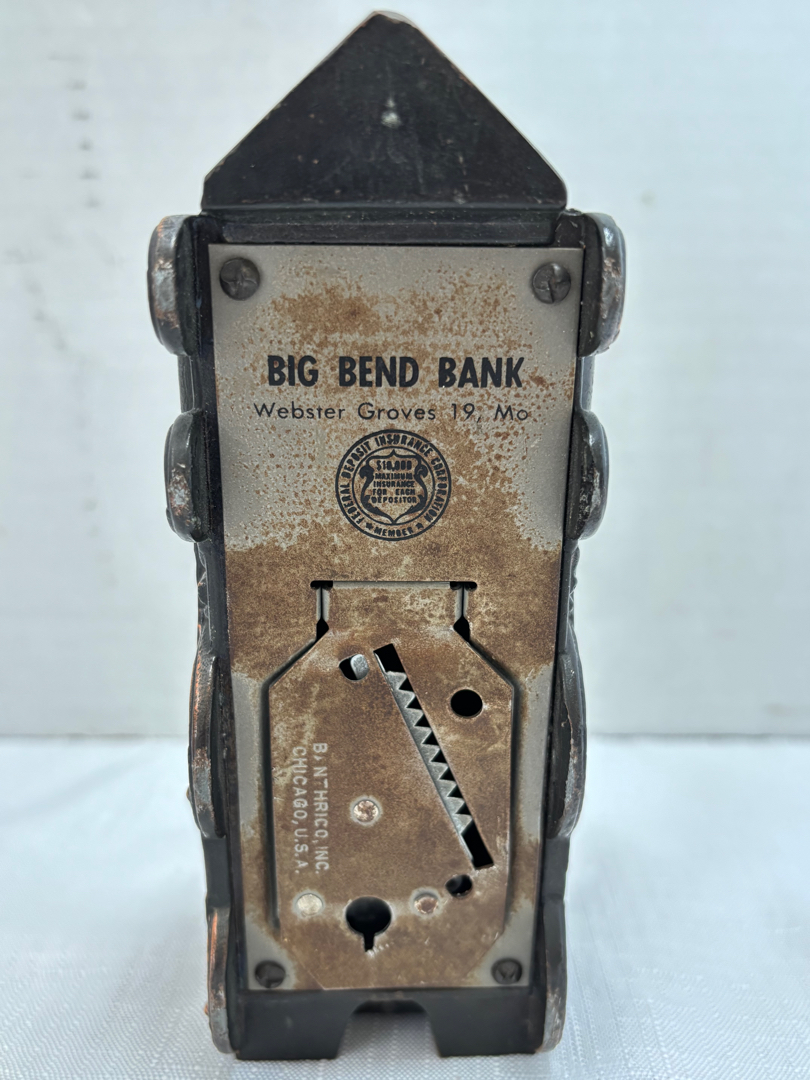 BIG BEND BANK
Webster Groves 19, Mo.
FEDERAL DEPOSIT INSURANCE CORPORATION
$10,000
MAXIMUM
INSURANCE
FOR EACH
DEPOSITOR
★ MEMBER ★
BANTHRICO, INC.
CHICAGO, U.S.A.